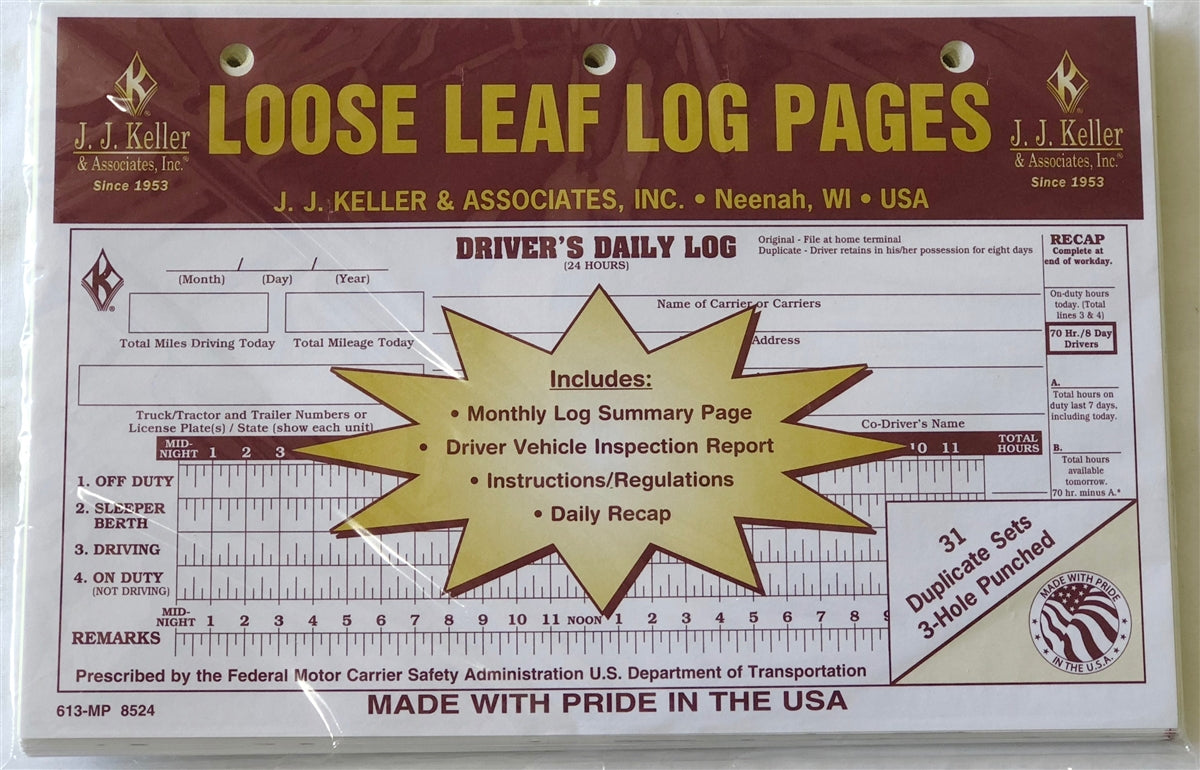 K
J. J. Keller
& Associates, Inc.
Since 1953
LOOSE LEAF LOG PAGES
K
J. J. Keller
& Associates, Inc.®
Since 1953
J. J. KELLER & ASSOCIATES, INC. • Neenah, WI • USA
K
DRIVER'S DAILY LOG
(24 HOURS)
Original - File at home terminal
Duplicate - Driver retains in his/her possession for eight days
RECAP
Complete at
end of workday.
/ /
(Month) (Day) (Year)
Name of Carrier or Carriers
On-duty hours
today. (Total
lines 3 & 4)
Total Miles Driving Today Total Mileage Today
Address
70 Hr./8 Day
Drivers
A.
Total hours on
duty last 7 days,
including today.
Truck/Tractor and Trailer Numbers or
License Plate(s) / State (show each unit)
Co-Driver's Name
Includes:
• Monthly Log Summary Page
• Driver Vehicle Inspection Report
• Instructions/Regulations
• Daily Recap
MID-
NIGHT 1 2 3
10 11 TOTAL
HOURS
B.
Total hours
available
tomorrow.
70 hr. minus A.*
1. OFF DUTY
2. SLEEPER
BERTH
3. DRIVING
4. ON DUTY
(NOT DRIVING)
MID-
NIGHT 1 2 3 4 5 6 7 8 9 10 11 NOON 1 2 3 4 5 6 7 8 9
REMARKS
31
Duplicate Sets
3-Hole Punched
MADE WITH PRIDE
IN THE U.S.A.
Prescribed by the Federal Motor Carrier Safety Administration U.S. Department of Transportation
613-MP 8524
MADE WITH PRIDE IN THE USA